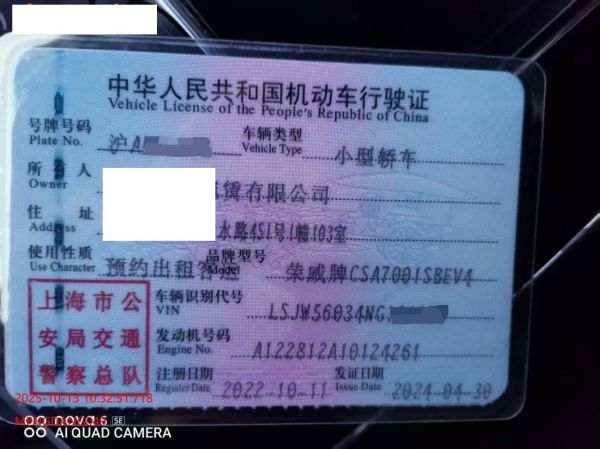 中华人民共和国机动车行驶证
Vehicle License of the People's Republic of China
号牌号码 沪A 车辆类型 小型轿车
Plate No. Vehicle Type
所有人 赁有限公司
Owner
住址 水路451号1幢103室
Address
使用性质 预约出租客运 品牌型号 荣威牌CSA7001SBEV4
Use Character Model
上海市公
安局交通
警察总队
车辆识别代号 LSJW56034NG
VIN
发动机号码 A122812A10124261
Engine No.
注册日期 2022-10-11 发证日期 2024-04-30
Register Date Issue Date
2025-10-13 10:32:51.718
nova 6 SE
AI QUAD CAMERA